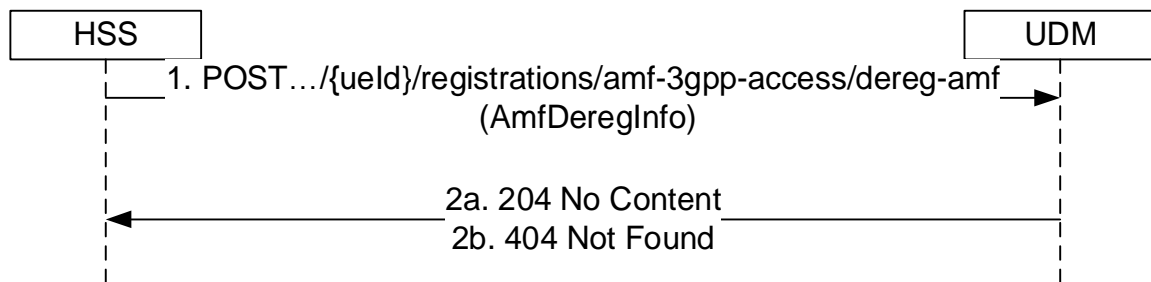 HSS
UDM
1. POST…/{ueId}/registrations/amf-3gpp-access/dereg-amf
(AmfDeregInfo)
2a. 204 No Content
2b. 404 Not Found